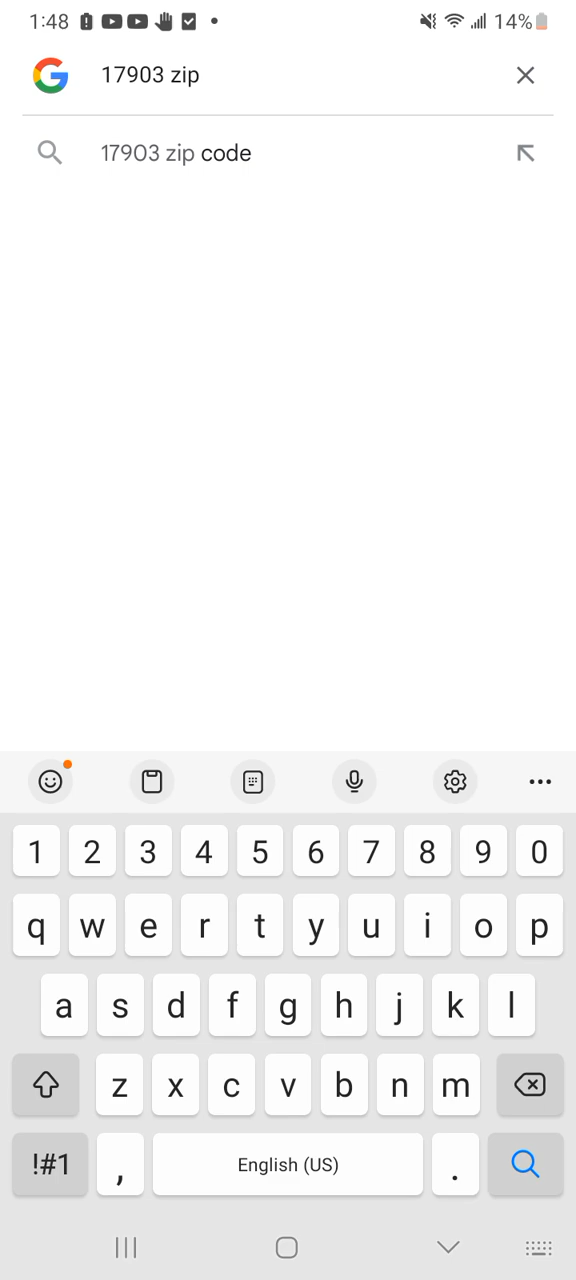 1:48 14%
17903 zip
17903 zip code
1 2 3 4 5 6 7 8 9 0
q w e r t y u i o p
a s d f g h j k l
z x c v b n m
!#1 , English (US) .